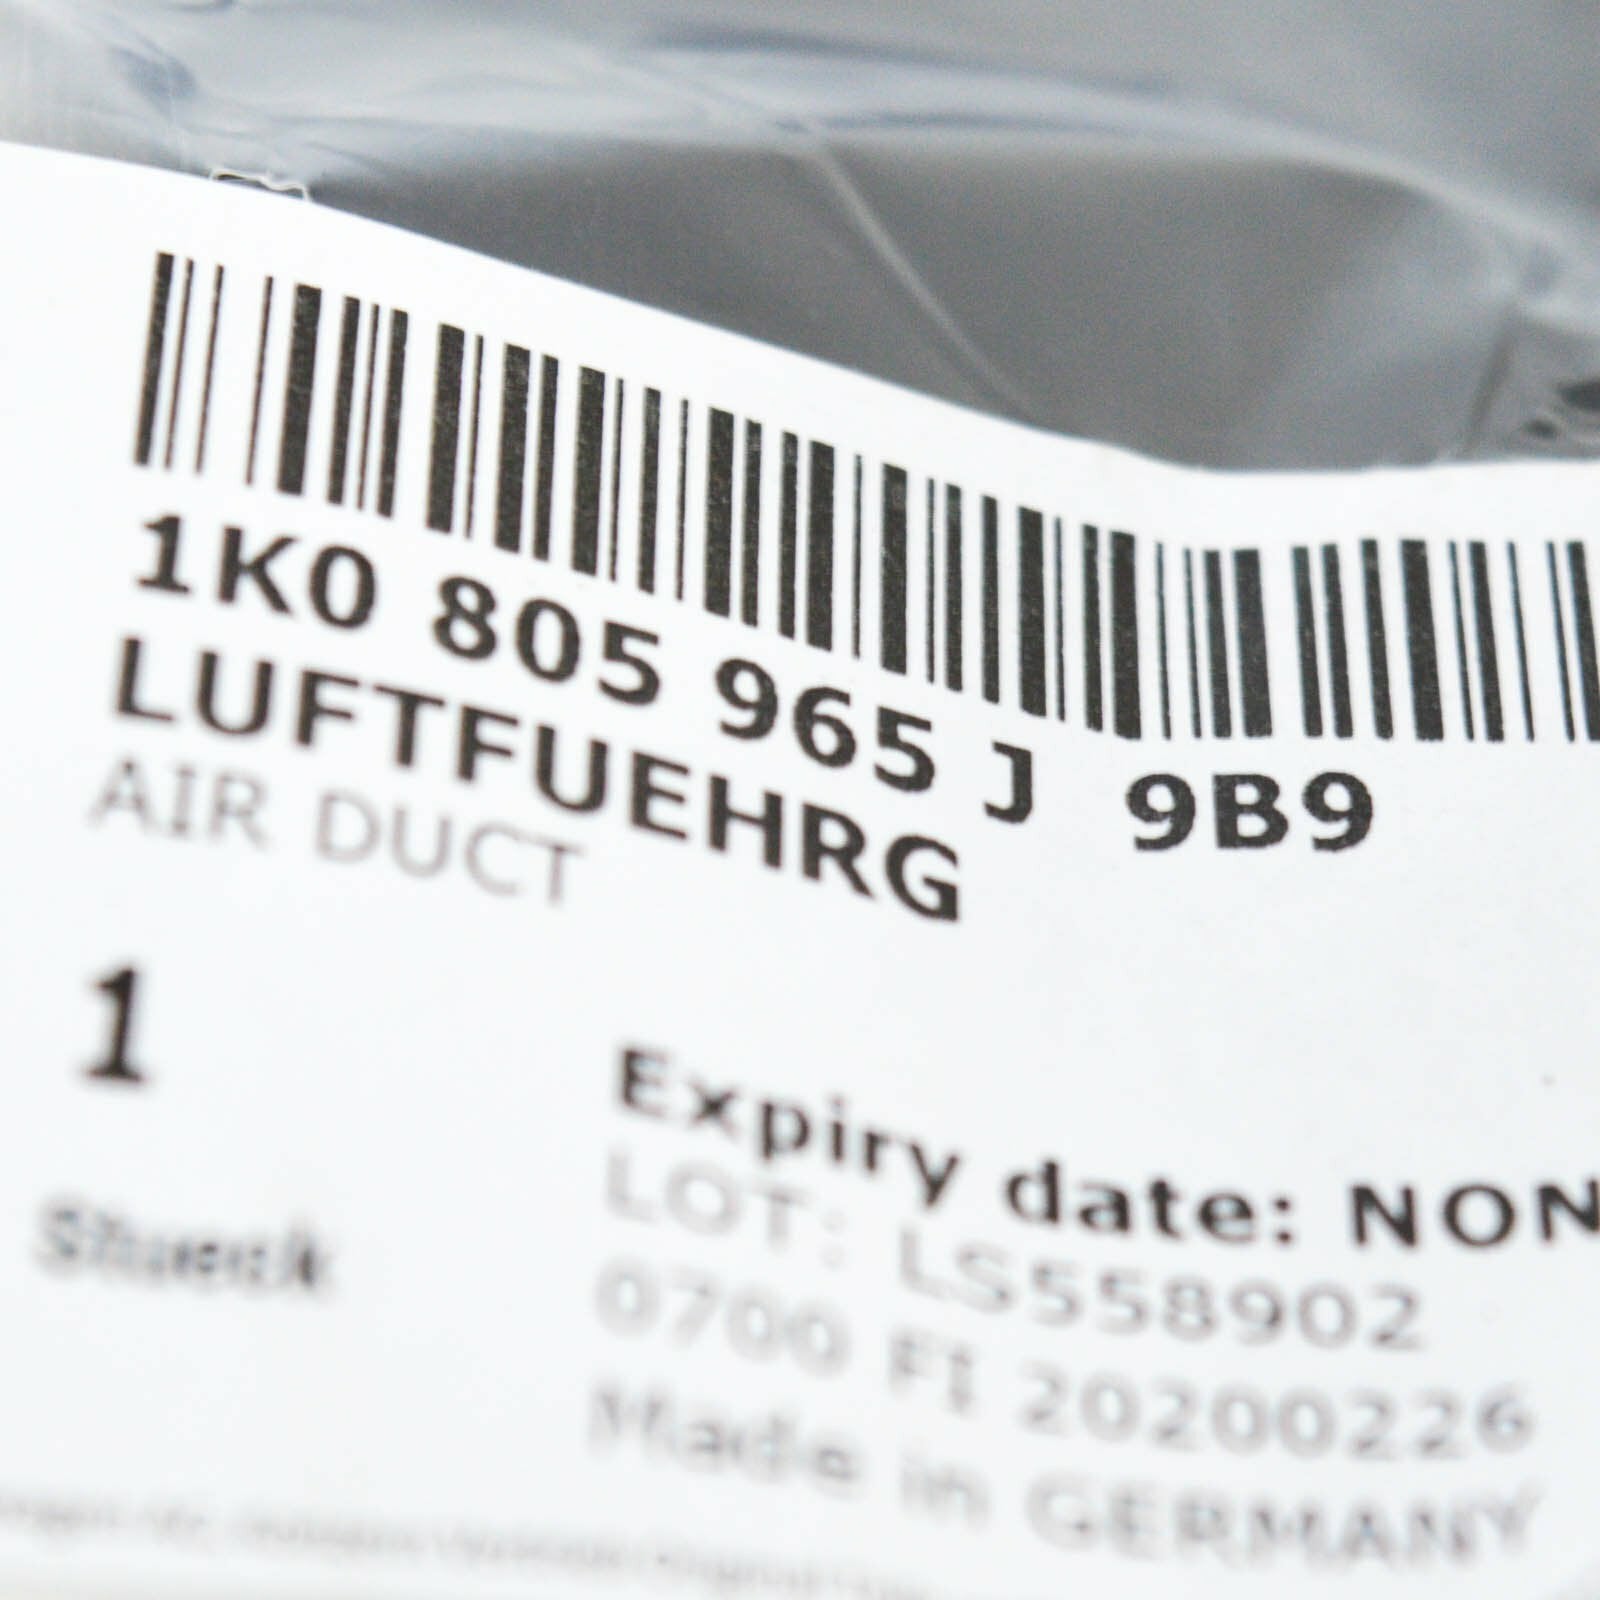 1K0 805 965 J 9B9
LUFTFUEHRG
AIR DUCT
1
Stueck
Expiry date: NON
LOT: LS558902
0700 FI 20200226
Made in GERMANY